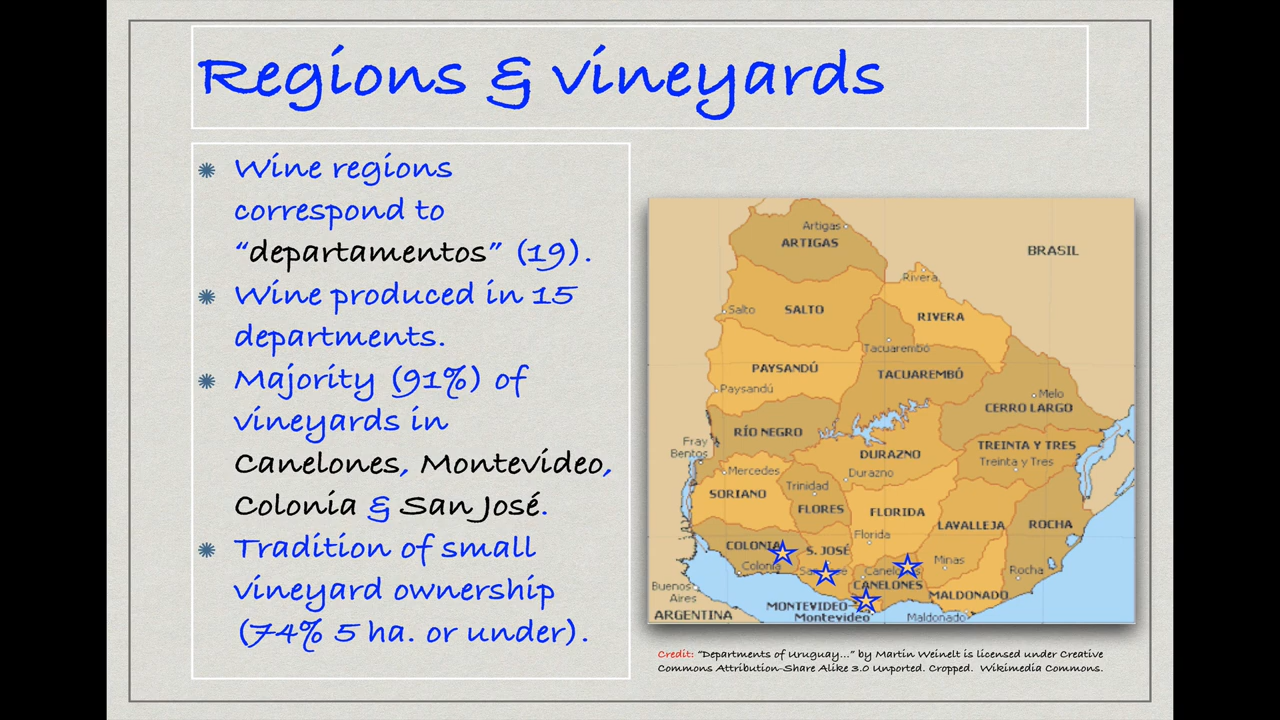 Regions & vineyards
Wine regions
correspond to
“departamentos” (19).
Wine produced in 15
departments.
Majority (91%) of
vineyards in
Canelones, Montevideo,
Colonia & San José.
Tradition of small
vineyard ownership
(74% 5 ha. or under).
Artigas
ARTIGAS
BRASIL
Rivera
Salto
SALTO
RIVERA
Tacuarembó
PAYSANDÚ
TACUAREMBÓ
Paysandú
Melo
CERRO LARGO
RÍO NEGRO
Fray
Bentos
TREINTA Y TRES
DURAZNO
Treinta y Tres
Mercedes
Durazno
Trinidad
SORIANO
FLORES
FLORIDA
LAVALLEJA
ROCHA
Florida
COLONIA
S. JOSÉ
Minas
Colonia
Rocha
Buenos
Aires
CANELONES
MALDONADO
MONTEVIDEO
ARGENTINA
Montevideo
Maldonado
Credit: “Departments of Uruguay...” by Martin Weinelt is licensed under Creative
Commons Attribution-Share Alike 3.0 Unported. Cropped. Wikimedia Commons.